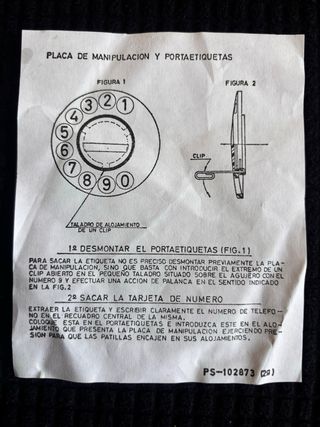 PLACA DE MANIPULACION Y PORTAETIQUETAS
FIGURA 1
FIGURA 2
1
2
3
4
5
6
7
8
9
0
CLIP
TALADRO DE ALOJAMIENTO
DE UN CLIP
1ª DESMONTAR EL PORTAETIQUETAS (FIG.1)
PARA SACAR LA ETIQUETA NO ES PRECISO DESMONTAR PREVIAMENTE LA PLA-
CA DE MANIPULACION, SINO QUE BASTA CON INTRODUCIR EL EXTREMO DE UN
CLIP ABIERTO EN EL PEQUEÑO TALADRO SITUADO SOBRE EL AGUJERO CON EL
NUMERO 9 Y EFECTUAR UNA ACCION DE PALANCA EN EL SENTIDO INDICADO
EN LA FIG.2
2ª SACAR LA TARJETA DE NUMERO
EXTRAER LA ETIQUETA Y ESCRIBIR CLARAMENTE EL NUMERO DE TELEFO-
NO EN EL RECUADRO CENTRAL DE LA MISMA.
COLOQUE ESTA EN EL PORTAETIQUETAS E INTRODUZCA ESTE EN EL ALO-
JAMIENTO QUE PRESENTA LA PLACA DE MANIPULACION EJERCIENDO PRE-
SION PARA QUE LAS PATILLAS ENCAJEN EN SUS ALOJAMIENTOS.
PS-102873